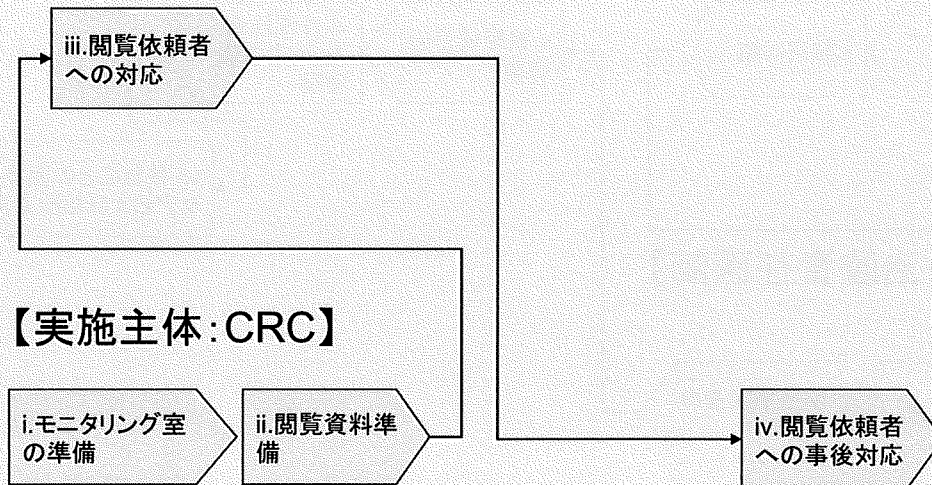 iii.閲覧依頼者
への対応
【実施主体:CRC】
i.モニタリング室
の準備
ii.閲覧資料準
備
iv.閲覧依頼者
への事後対応